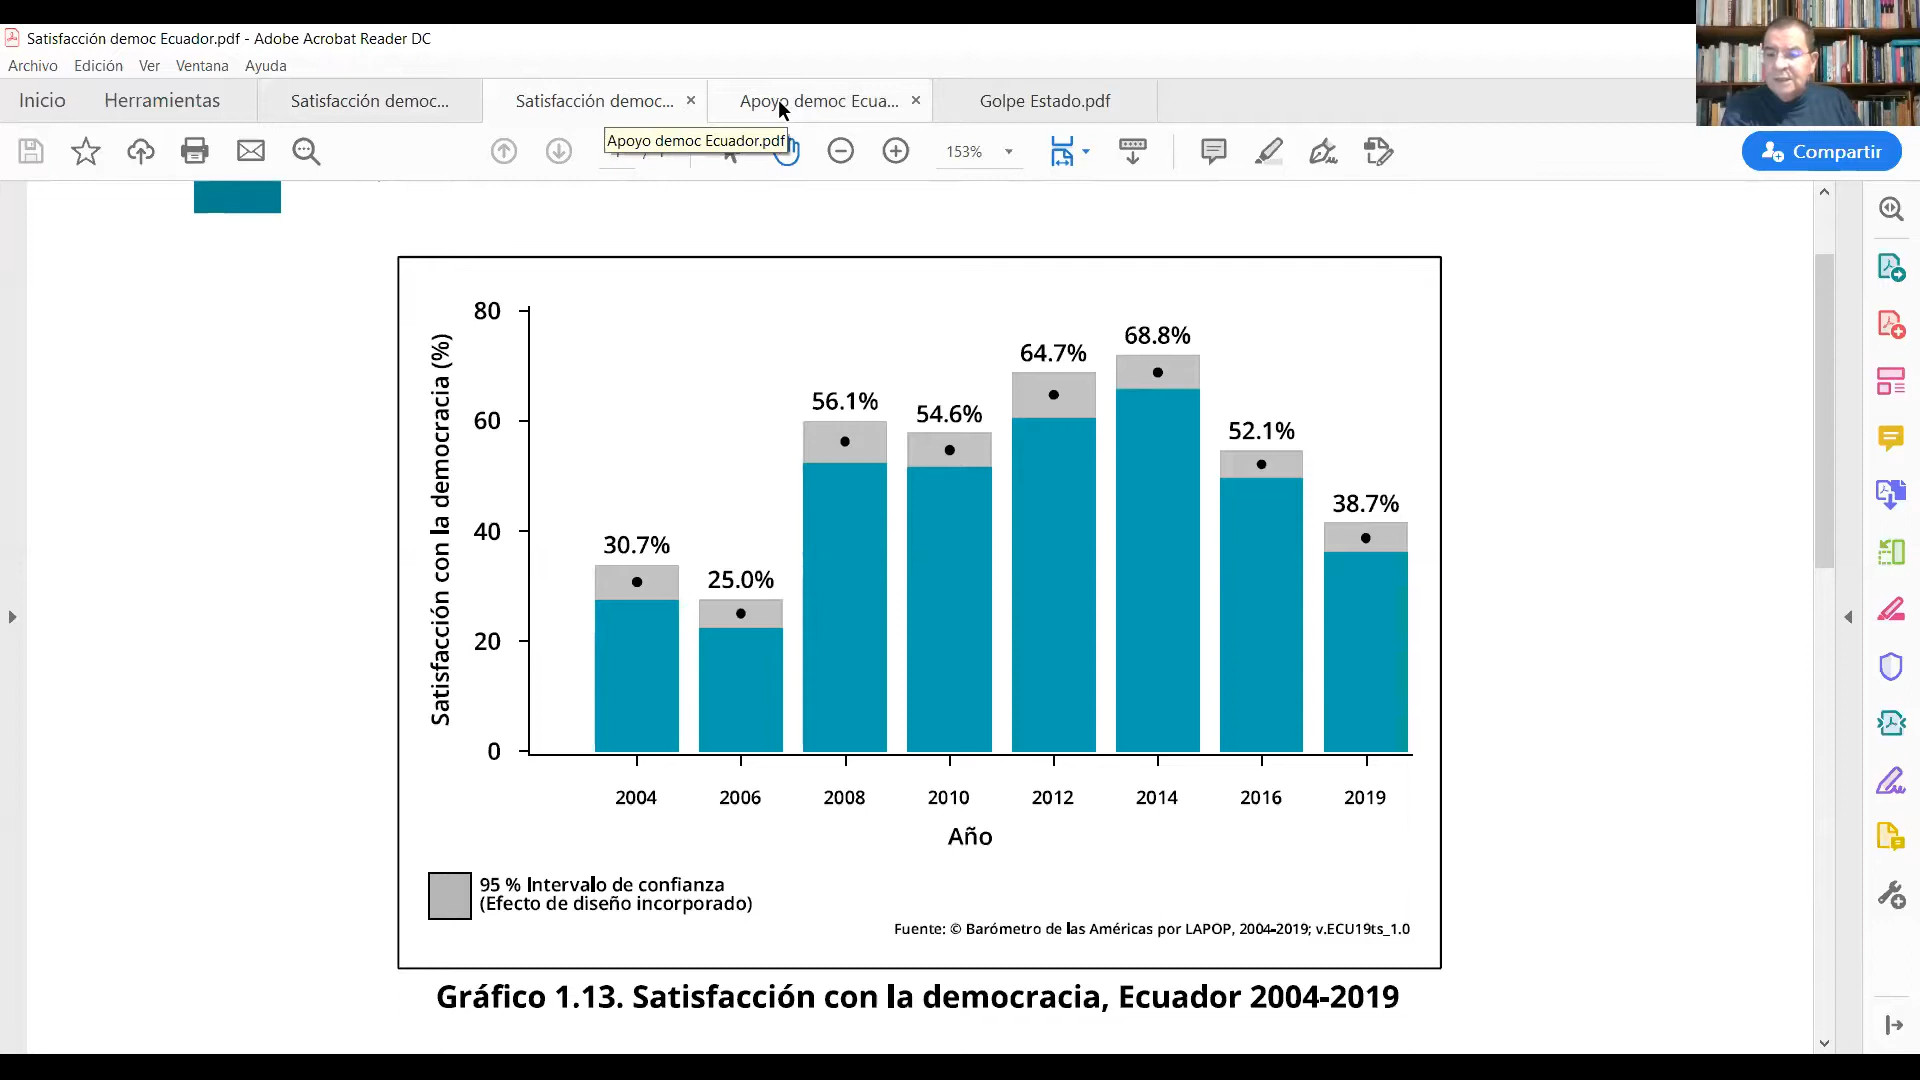 Satisfacción democ Ecuador.pdf - Adobe Acrobat Reader DC
Archivo Edición Ver Ventana Ayuda
Inicio Herramientas Satisfacción democ... Satisfacción democ... × Apoyo democ Ecua... × Golpe Estado.pdf
Apoyo democ Ecuador.pdf
153%
Compartir
Satisfacción con la democracia (%)
80
60
40
20
0
30.7%
25.0%
56.1%
54.6%
64.7%
68.8%
52.1%
38.7%
2004 2006 2008 2010 2012 2014 2016 2019
Año
95 % Intervalo de confianza
(Efecto de diseño incorporado)
Fuente: © Barómetro de las Américas por LAPOP, 2004-2019; v.ECU19ts_1.0
Gráfico 1.13. Satisfacción con la democracia, Ecuador 2004-2019